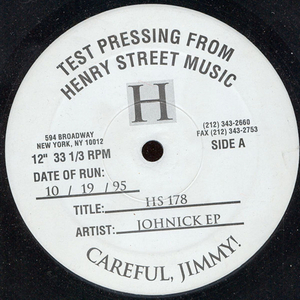 TEST PRESSING FROM
HENRY STREET MUSIC
H
594 BROADWAY
NEW YORK, NY 10012
(212) 343-2660
FAX (212) 343-2753
12" 33 1/3 RPM
SIDE A
DATE OF RUN:
10 / 19 / 95
TITLE: HS 178
ARTIST: JOHNICK EP
CAREFUL, JIMMY!